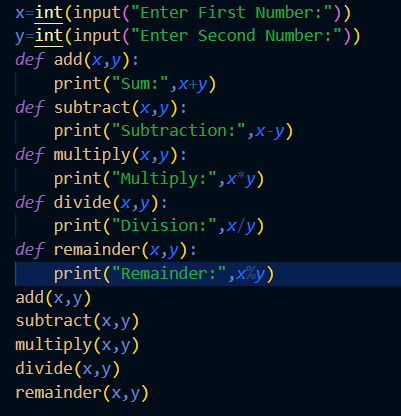 x=int(input("Enter First Number:"))
y=int(input("Enter Second Number:"))
def add(x,y):
    print("Sum:",x+y)
def subtract(x,y):
    print("Subtraction:",x-y)
def multiply(x,y):
    print("Multiply:",x*y)
def divide(x,y):
    print("Division:",x/y)
def remainder(x,y):
    print("Remainder:",x%y)
add(x,y)
subtract(x,y)
multiply(x,y)
divide(x,y)
remainder(x,y)